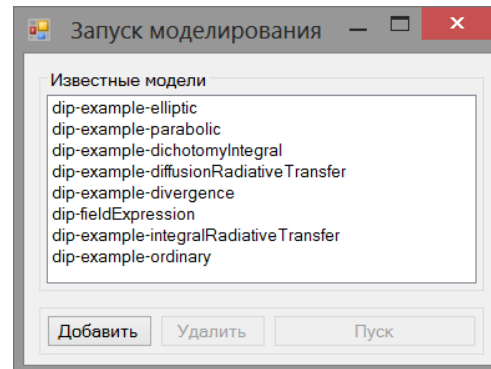 Запуск моделирования
Известные модели
dip-example-elliptic
dip-example-parabolic
dip-example-dichotomyIntegral
dip-example-diffusionRadiativeTransfer
dip-example-divergence
dip-fieldExpression
dip-example-integralRadiativeTransfer
dip-example-ordinary
Добавить Удалить Пуск